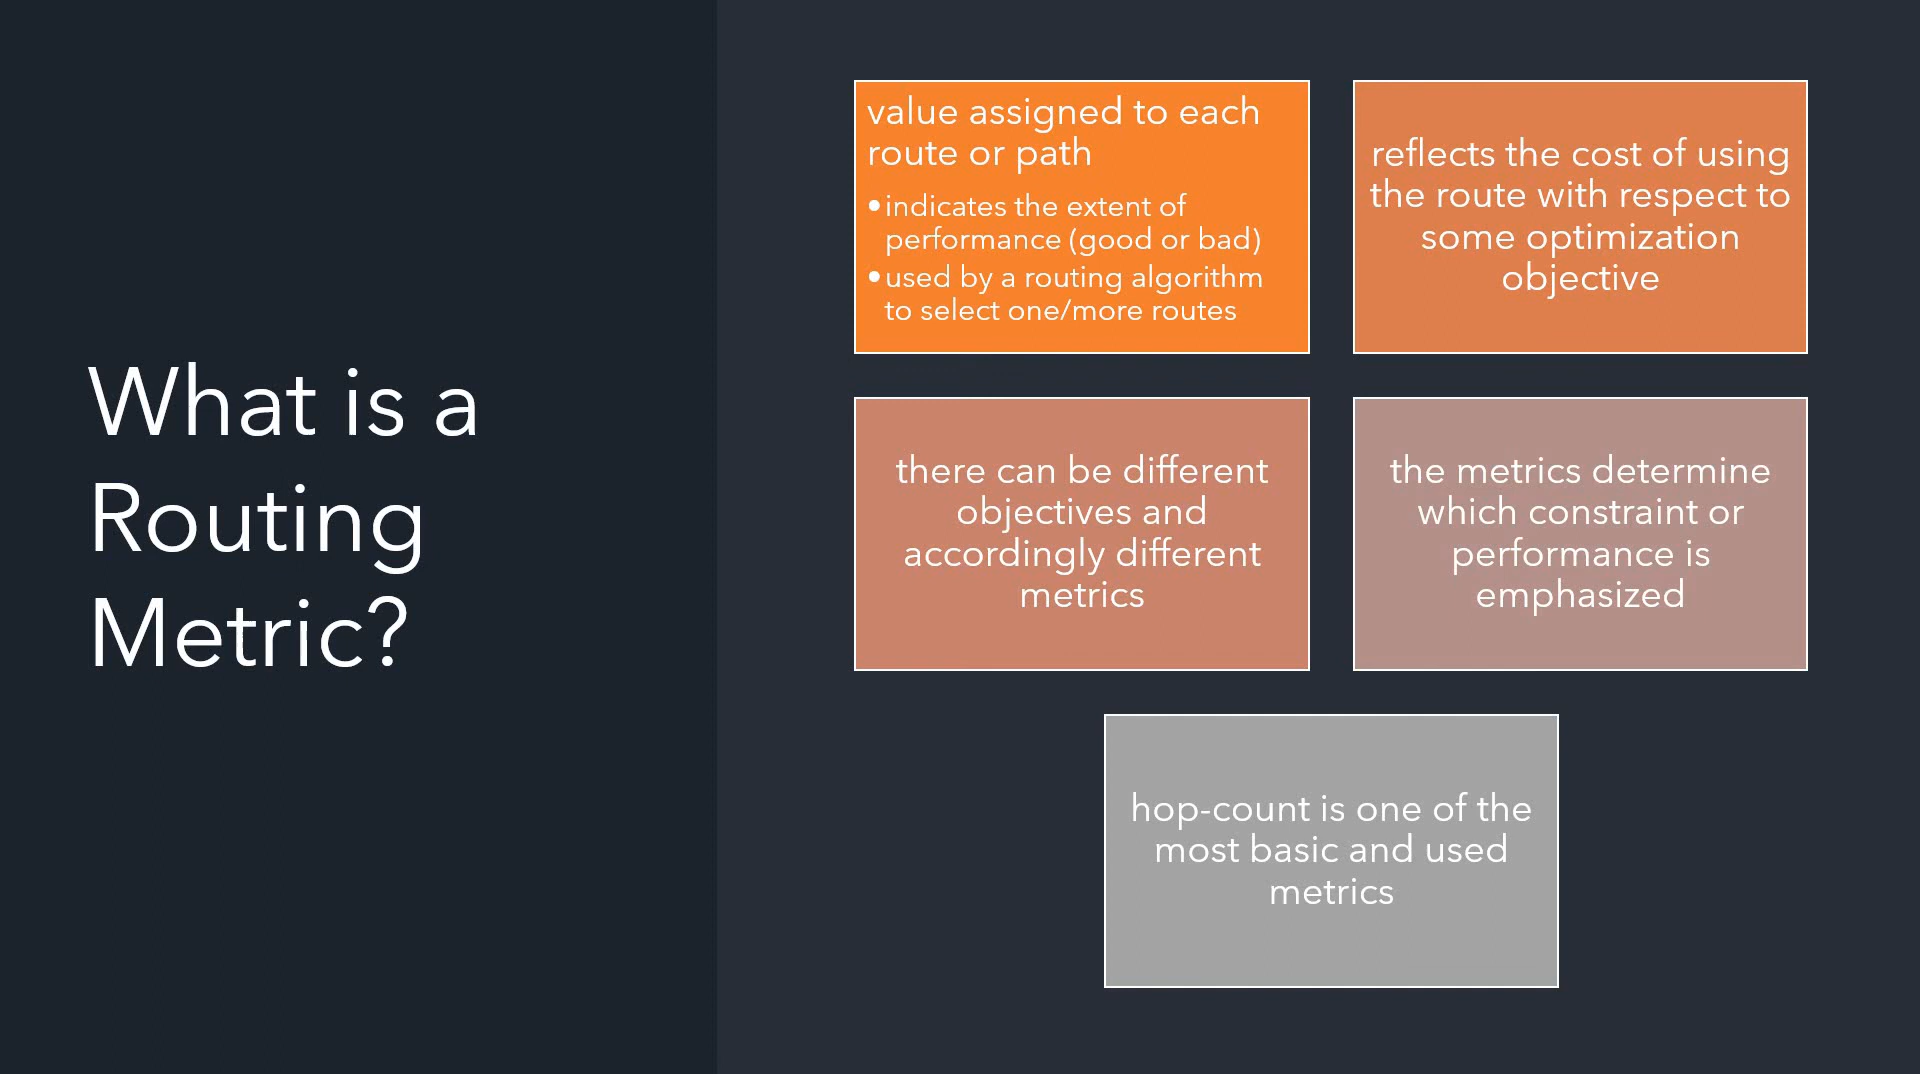 What is a
Routing
Metric?
value assigned to each
route or path
•indicates the extent of
performance (good or bad)
•used by a routing algorithm
to select one/more routes
reflects the cost of using
the route with respect to
some optimization
objective
there can be different
objectives and
accordingly different
metrics
the metrics determine
which constraint or
performance is
emphasized
hop-count is one of the
most basic and used
metrics